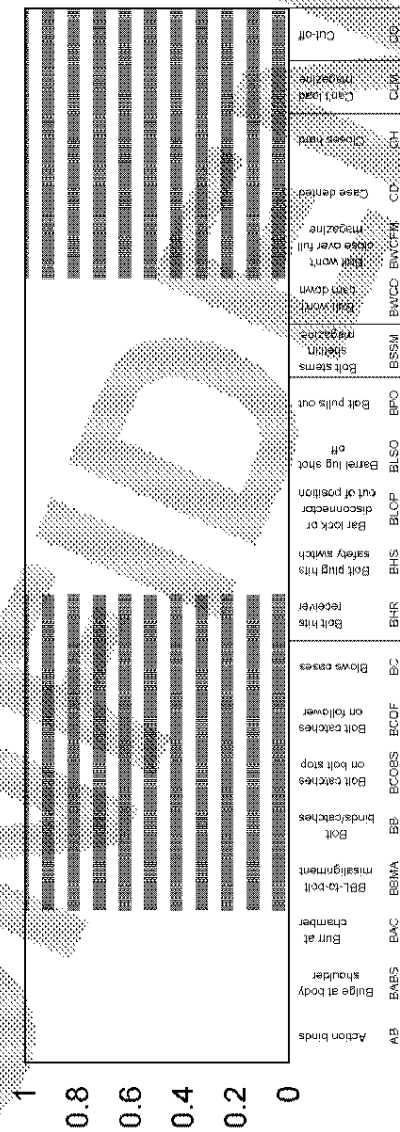 1
0.8
0.6
0.4
0.2
0
Action binds
AB
Bulge at body
shoulder
BABS
Burr at
chamber
BAC
BBL-to-bolt
misalignment
BBMA
Bolt
binds/catches
BB
Bolt catches
on bolt stop
BCOBS
Bolt catches
on follower
BCOF
Blows cases
BC
Bolt hits
receiver
BHR
Bolt plug hits
safety switch
BHS
Bar lock or
disconnector
out of position
BLOP
Barrel lug shot
off
BLSO
Bolt pulls out
BPO
Bolt stems
shell in
magazine
BSSM
Bolt won't
cam down
BWCD
Bolt won't
close over full
magazine
BWCFM
Case dented
CD
Closes hard
CH
Can't load
magazine
CLM
Cut-off
CO